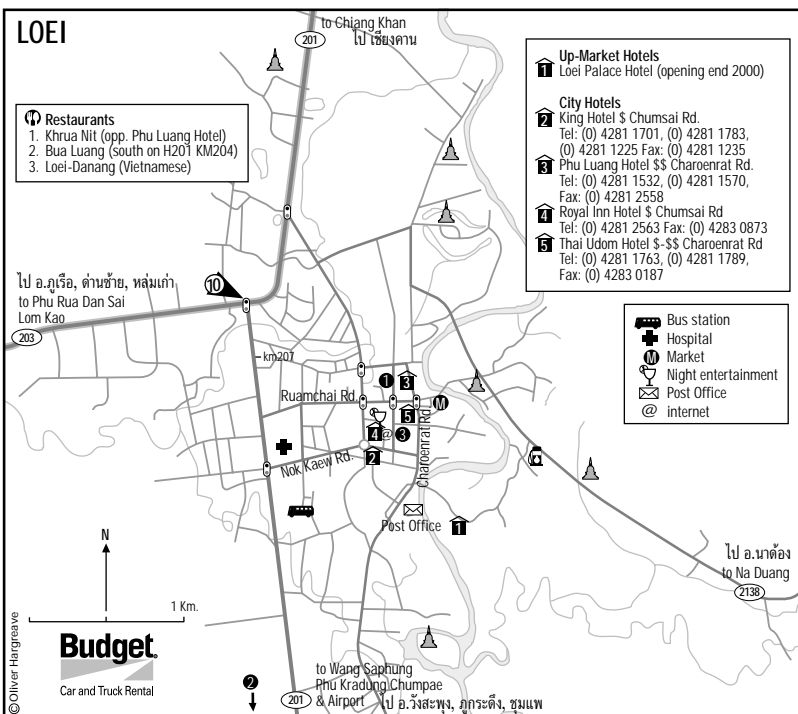 LOEI
to Chiang Khan
ไป เชียงคาน
201
Restaurants
1. Khrua Nit (opp. Phu Luang Hotel)
2. Bua Luang (south on H201 KM204)
3. Loei-Danang (Vietnamese)
Up-Market Hotels
1 Loei Palace Hotel (opening end 2000)
City Hotels
2 King Hotel $ Chumsai Rd.
Tel: (0) 4281 1701, (0) 4281 1783,
(0) 4281 1225 Fax: (0) 4281 1235
3 Phu Luang Hotel $$ Charoenrat Rd.
Tel: (0) 4281 1532, (0) 4281 1570,
Fax: (0) 4281 2558
4 Royal Inn Hotel $ Chumsai Rd
Tel: (0) 4281 2563 Fax: (0) 4283 0873
5 Thai Udom Hotel $-$$ Charoenrat Rd
Tel: (0) 4281 1763, (0) 4281 1789,
Fax: (0) 4283 0187
Bus station
Hospital
M Market
Night entertainment
Post Office
@ internet
ไป อ.ภูเรือ, ด่านซ้าย, หล่มเก่า
to Phu Rua Dan Sai
Lom Kao
203
10
km207
1
3
Ruamchai Rd.
M
5
4
@
3
Charoenrat Rd.
Nok Kaew Rd.
2
Post Office
1
ไป อ.นาด้อง
to Na Duang
2138
N
1 Km.
Budget.
Car and Truck Rental
© Oliver Hargreave
2
to Wang Saphung
Phu Kradung Chumpae
& Airport
201
ไป อ.วังสะพุง, ภูกระดึง, ชุมแพ